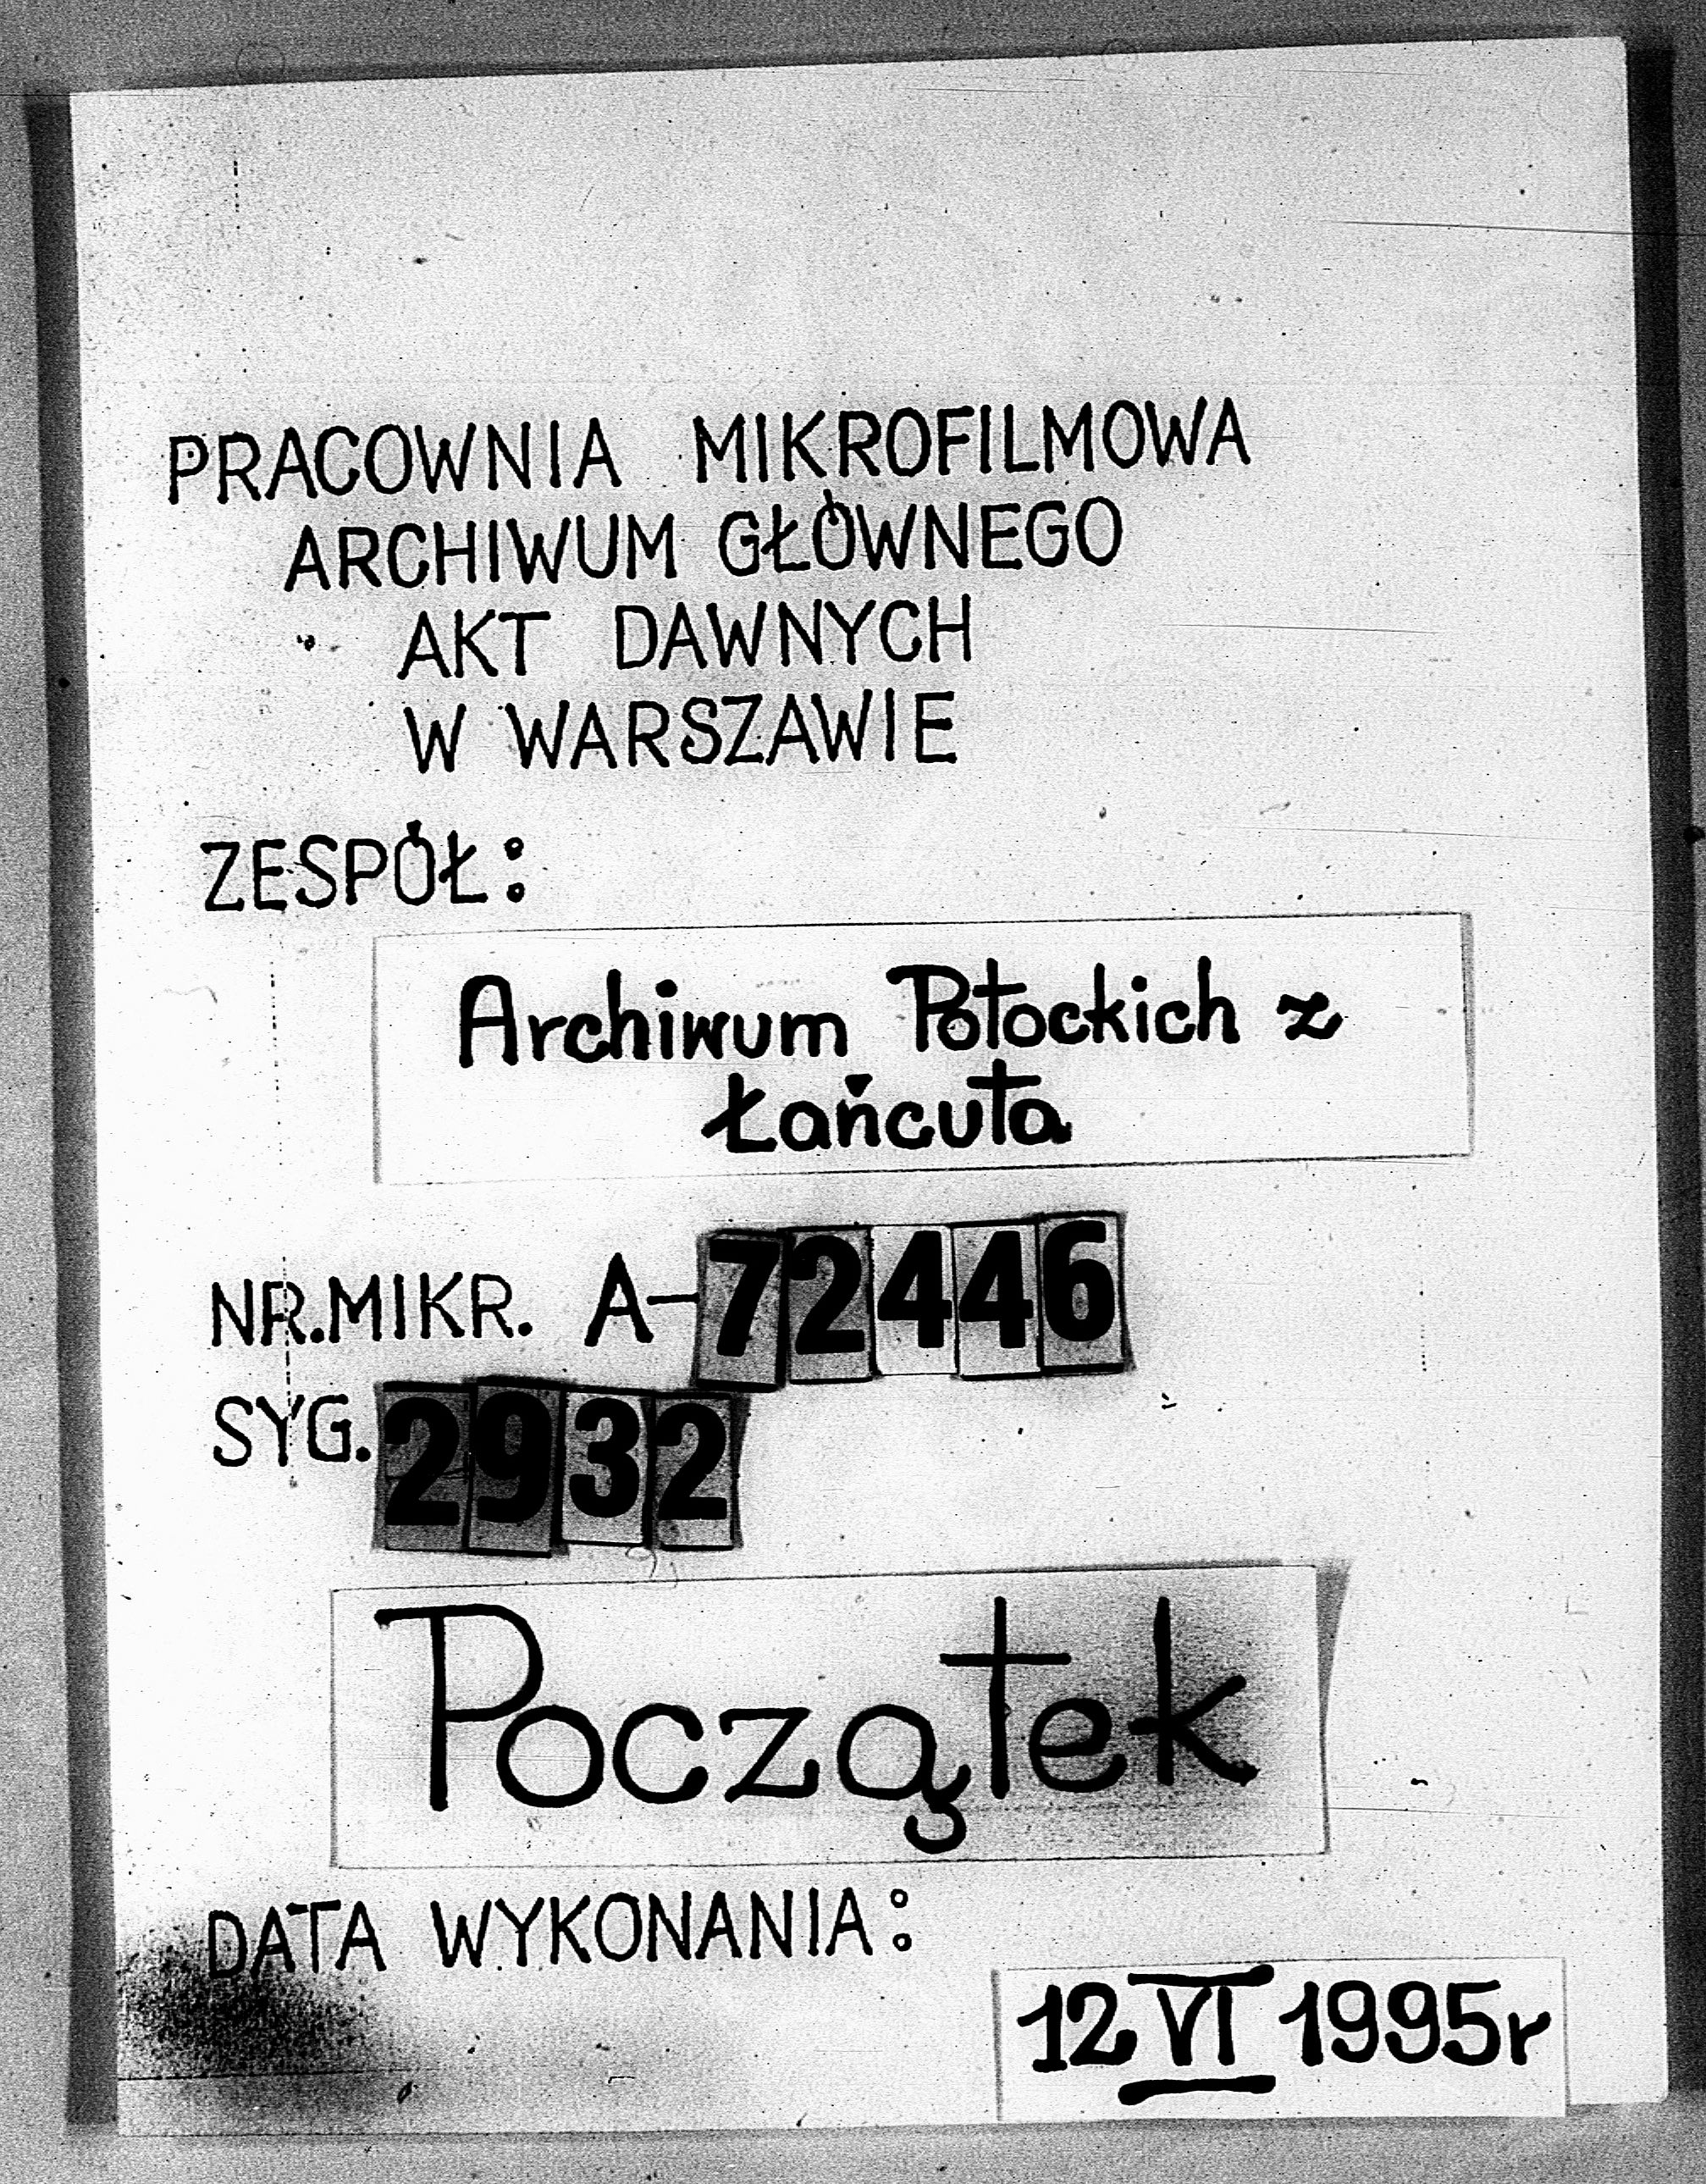 PRACOWNIA MIKROFILMOWA
ARCHIWUM GŁÓWNEGO
AKT DAWNYCH
W WARSZAWIE
ZESPÓŁ:
Archiwum Potockich z
Łańcuta
NR.MIKR. A-72446
SYG. 2932
Początek
DATA WYKONANIA:
12 VI 1995r